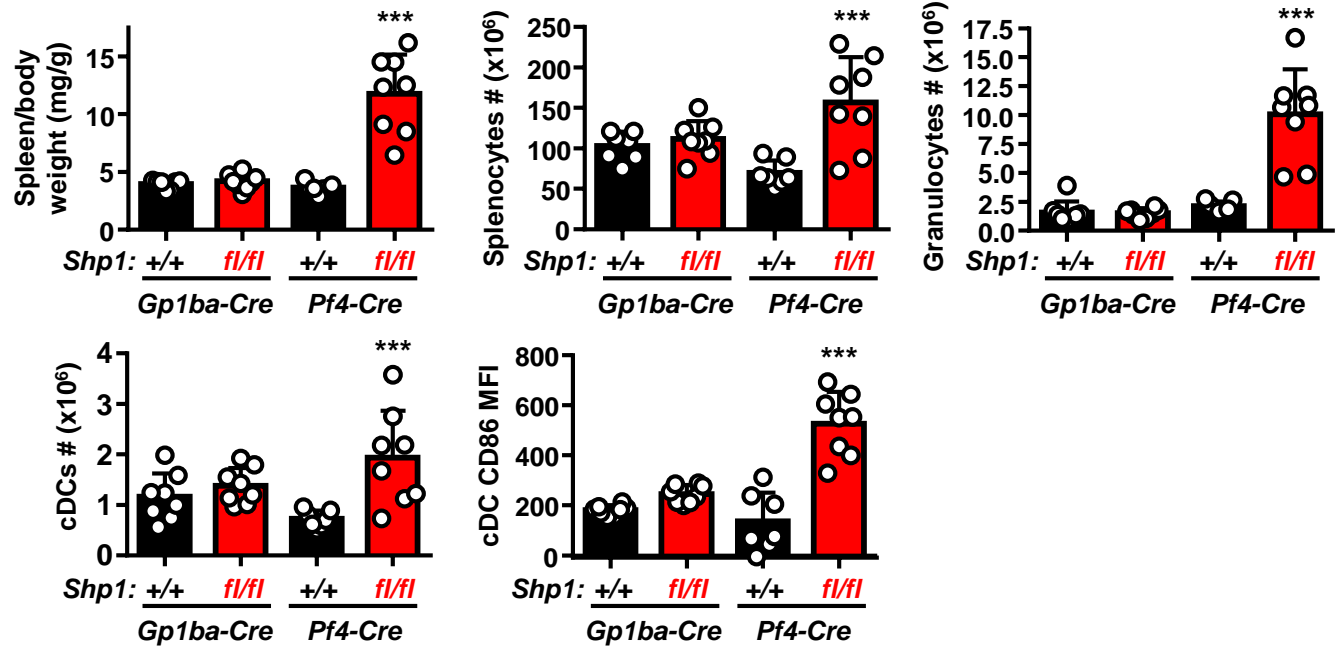 Spleen/body
weight (mg/g)
15
10
5
0
***
Shp1: +/+ fl/fl +/+ fl/fl
Gp1ba-Cre Pf4-Cre
Splenocytes # (x10⁶)
250
200
150
100
50
0
***
Shp1: +/+ fl/fl +/+ fl/fl
Gp1ba-Cre Pf4-Cre
Granulocytes # (x10⁶)
17.5
15.0
12.5
10.0
7.5
5.0
2.5
0.0
***
Shp1: +/+ fl/fl +/+ fl/fl
Gp1ba-Cre Pf4-Cre
cDCs # (x10⁶)
4
3
2
1
0
***
Shp1: +/+ fl/fl +/+ fl/fl
Gp1ba-Cre Pf4-Cre
cDC CD86 MFI
800
600
400
200
0
***
Shp1: +/+ fl/fl +/+ fl/fl
Gp1ba-Cre Pf4-Cre